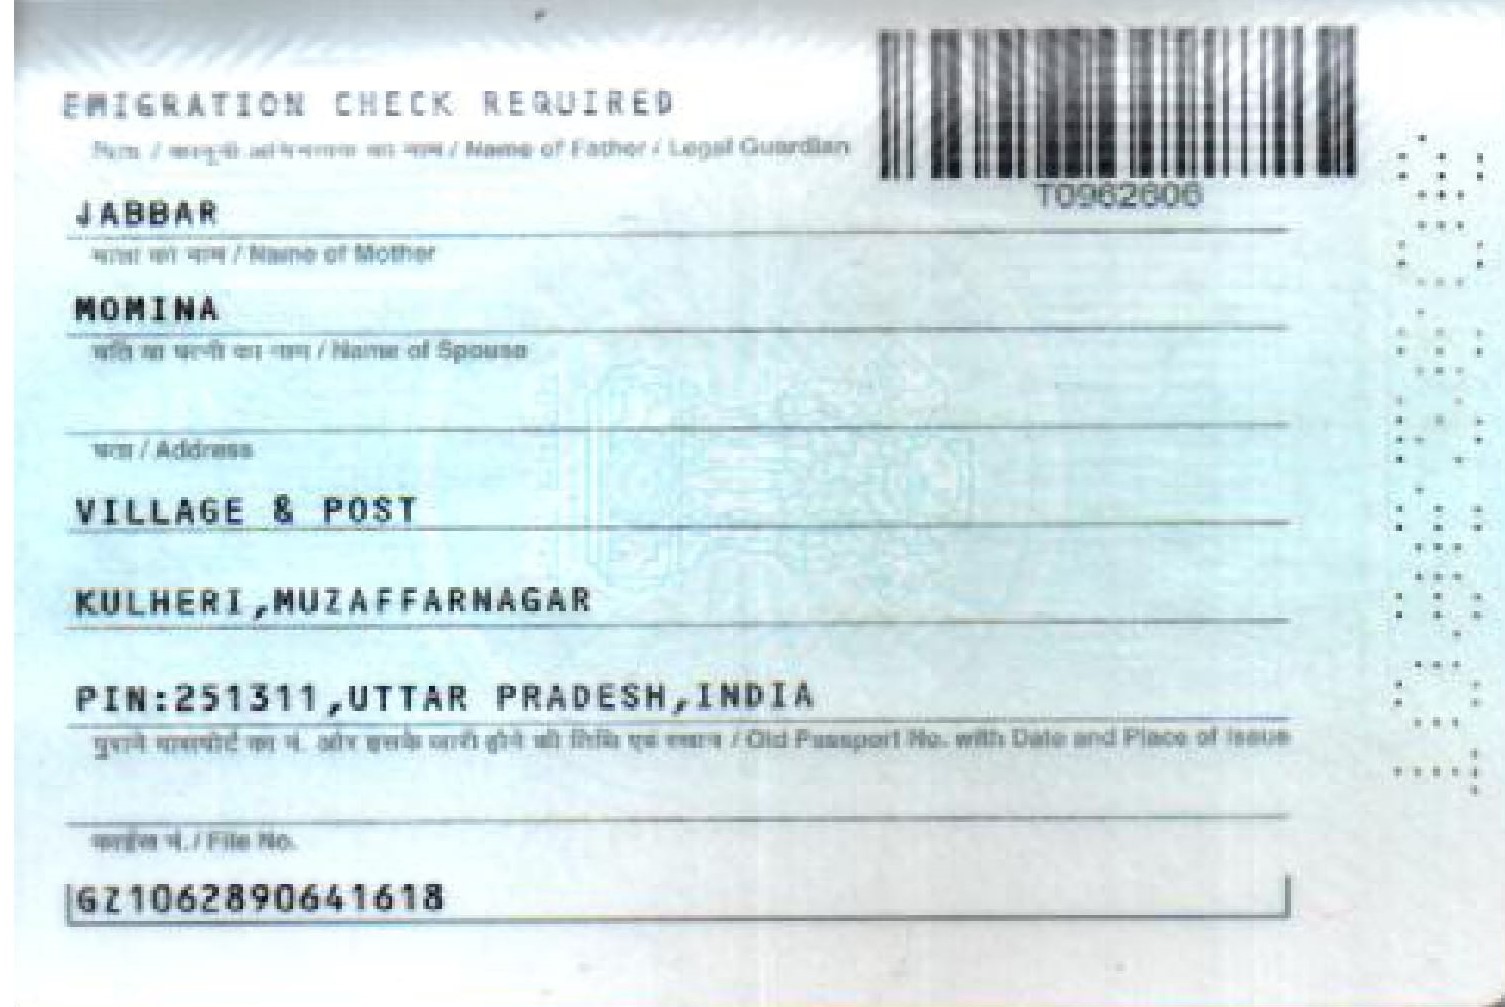 EMIGRATION CHECK REQUIRED
पिता / कानूनी अभिभावक का नाम / Name of Father / Legal Guardian
T0962606
JABBAR
माता का नाम / Name of Mother
MOMINA
पति या पत्नी का नाम / Name of Spouse
पता / Address
VILLAGE & POST
KULHERI,MUZAFFARNAGAR
PIN:251311,UTTAR PRADESH,INDIA
पुराने पासपोर्ट का नं. और इसके जारी होने की तिथि एवं स्थान / Old Passport No. with Date and Place of Issue
फाईल नं. / File No.
GZ1062890641618